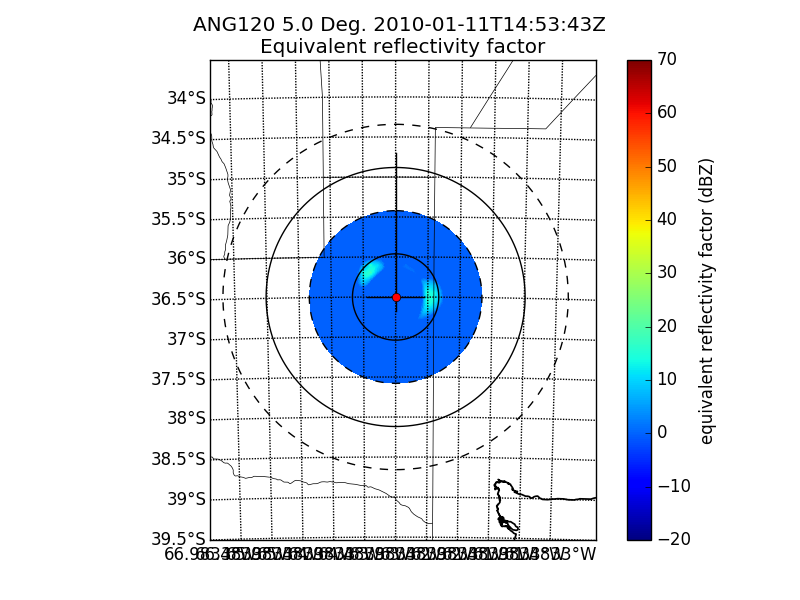 ANG120 5.0 Deg. 2010-01-11T14:53:43Z
Equivalent reflectivity factor
34°S
34.5°S
35°S
35.5°S
36°S
36.5°S
37°S
37.5°S
38°S
38.5°S
39°S
39.5°S
70
60
50
40
30
20
10
0
−10
−20
equivalent reflectivity factor (dBZ)